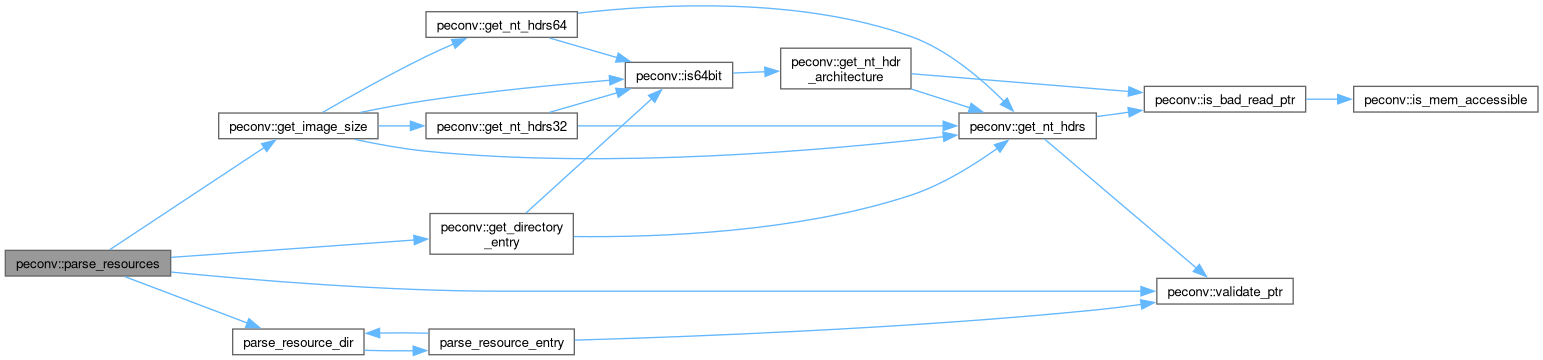 peconv::get_nt_hdrs64
peconv::get_nt_hdr
_architecture
peconv::is64bit
peconv::is_bad_read_ptr
peconv::is_mem_accessible
peconv::get_image_size
peconv::get_nt_hdrs32
peconv::get_nt_hdrs
peconv::get_directory
_entry
peconv::parse_resources
peconv::validate_ptr
parse_resource_dir
parse_resource_entry